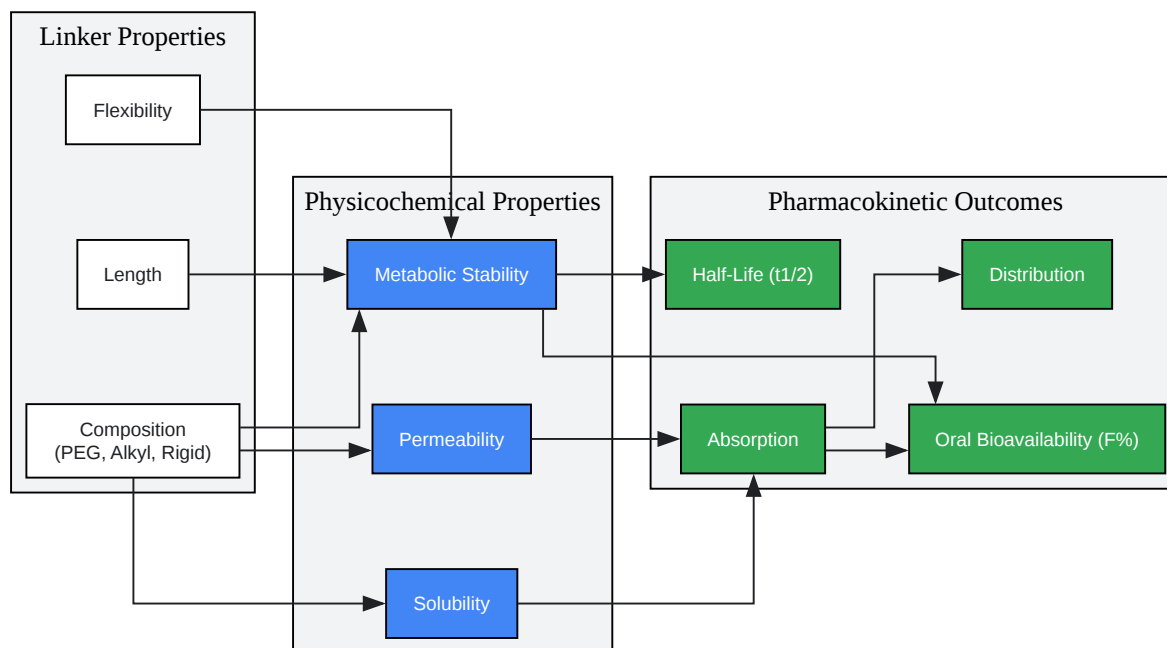 Linker Properties
Flexibility
Length
Composition
(PEG, Alkyl, Rigid)
Physicochemical Properties
Metabolic Stability
Permeability
Solubility
Pharmacokinetic Outcomes
Half-Life (t1/2)
Distribution
Absorption
Oral Bioavailability (F%)